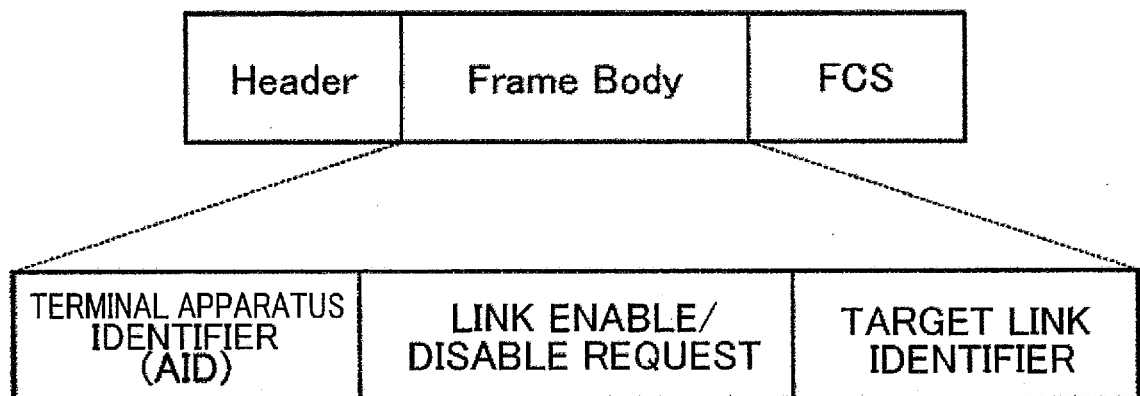 Header
Frame Body
FCS
TERMINAL APPARATUS
IDENTIFIER
(AID)
LINK ENABLE/
DISABLE REQUEST
TARGET LINK
IDENTIFIER